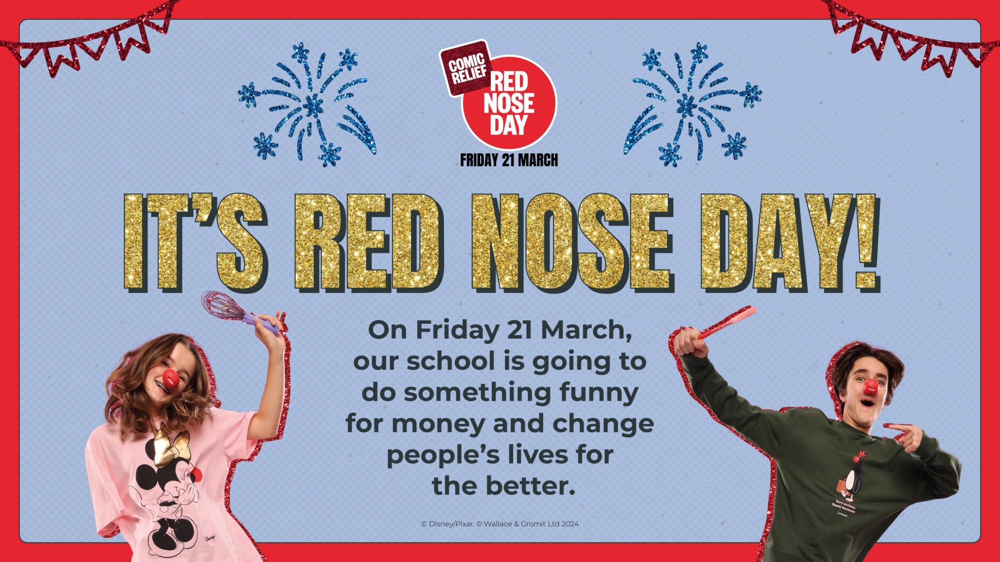 COMIC
RELIEF
RED
NOSE
DAY
FRIDAY 21 MARCH
IT'S RED NOSE DAY!
On Friday 21 March,
our school is going to
do something funny
for money and change
people's lives for
the better.
Very serious,
funny business
© Disney/Pixar. © Wallace & Gromit Ltd 2024
Disney